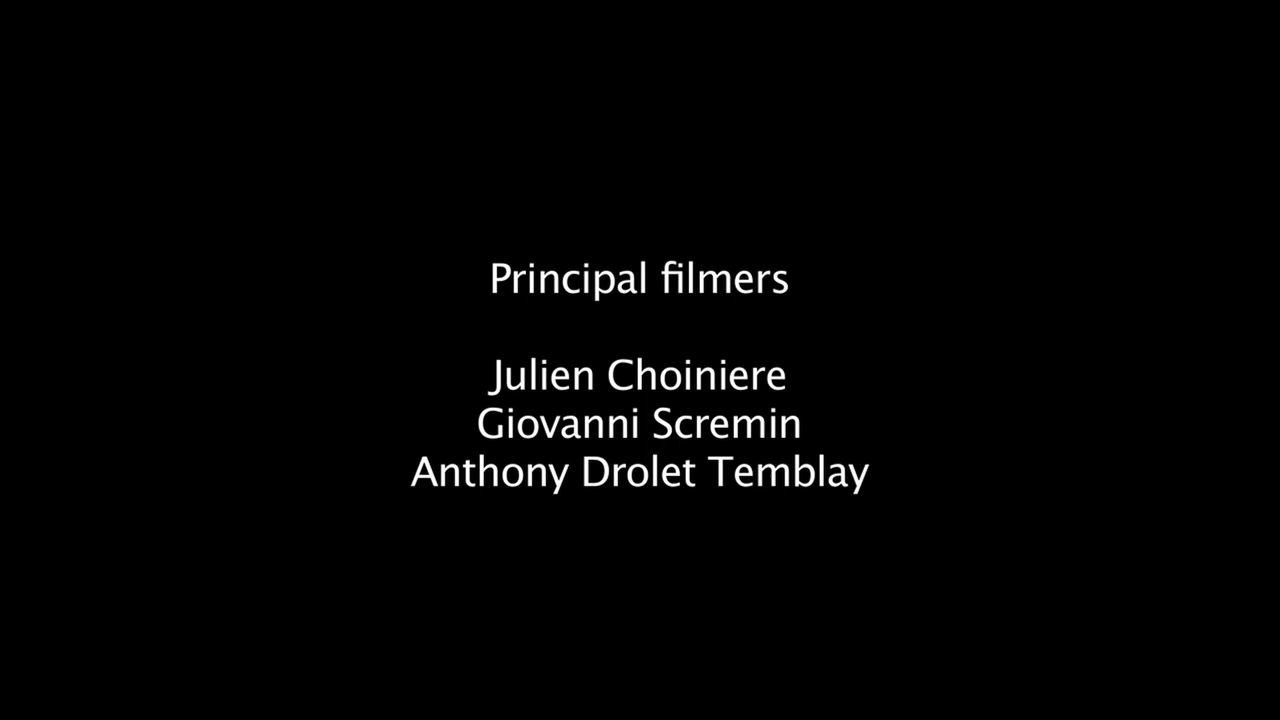 Principal filmers
Julien Choiniere
Giovanni Scremin
Anthony Drolet Temblay